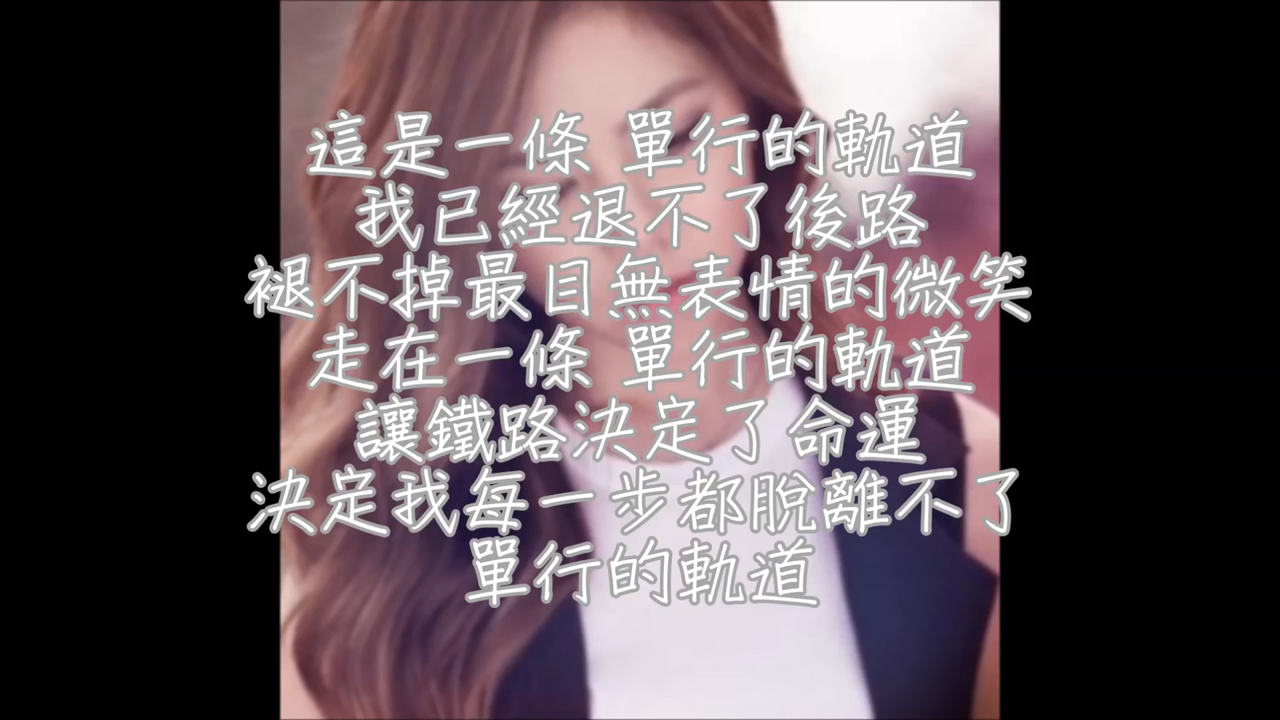 這是一條 單行的軌道
我已經退不了後路
褪不掉最目無表情的微笑
走在一條 單行的軌道
讓鐵路決定了命運
決定我每一步都脫離不了
單行的軌道